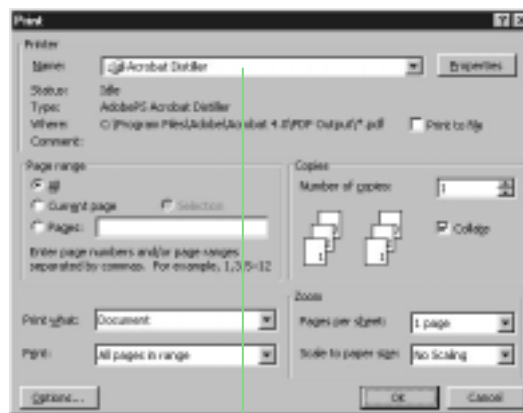 Print
Printer
Name: Acrobat Distiller Properties
Status: Idle
Type: AdobePS Acrobat Distiller
Where: C:\Program Files\Adobe\Acrobat 4.0\PDF Output\*.pdf Print to file
Comment:
Page range
All
Current page Selection
Pages:
Enter page numbers and/or page ranges
separated by commas. For example, 1,3,5-12
Copies
Number of copies: 1
Collate
Print what: Document
Print: All pages in range
Zoom
Pages per sheet: 1 page
Scale to paper size: No Scaling
Options... OK Cancel